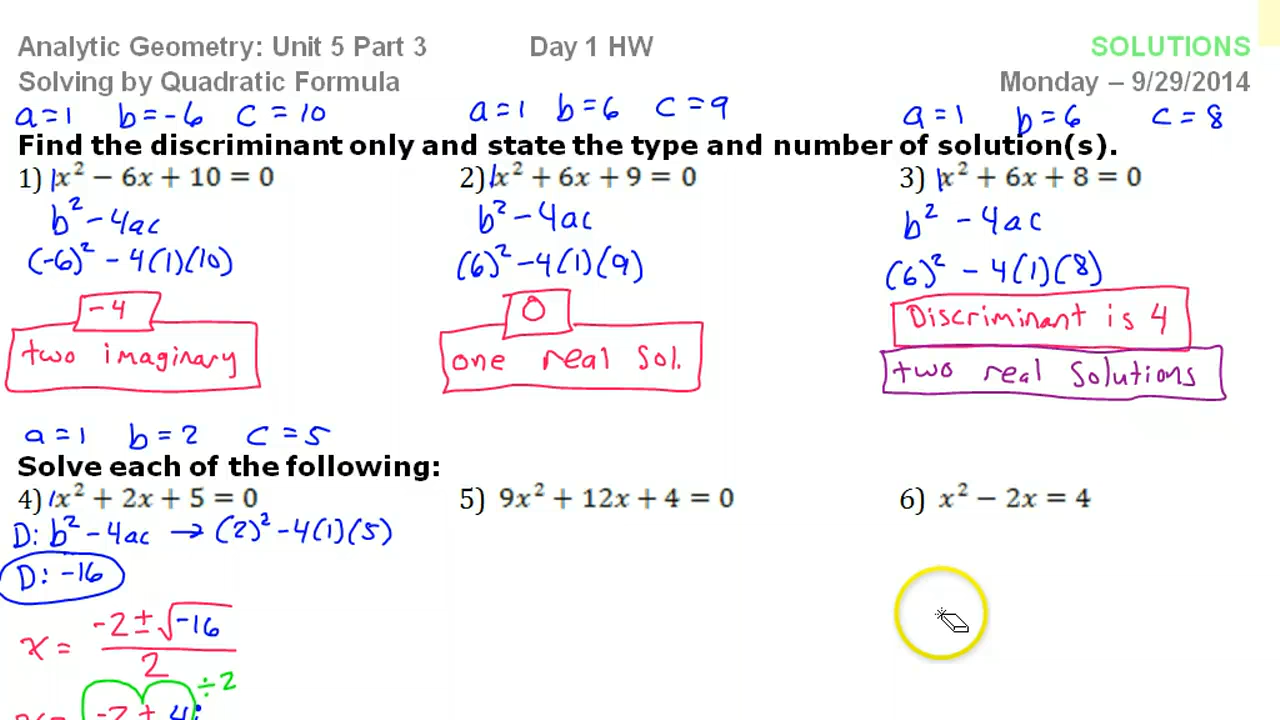 Analytic Geometry: Unit 5 Part 3 Day 1 HW SOLUTIONS
Solving by Quadratic Formula Monday – 9/29/2014
a=1 b=-6 c=10 a=1 b=6 c=9 a=1 b=6 c=8
Find the discriminant only and state the type and number of solution(s).
1) 1x² − 6x + 10 = 0 2) 1x² + 6x + 9 = 0 3) 1x² + 6x + 8 = 0
b² - 4ac b² - 4ac b² - 4ac
(-6)² - 4(1)(10) (6)² - 4(1)(9) (6)² - 4(1)(8)
-4 0 Discriminant is 4
two imaginary one real sol. two real solutions
a=1 b=2 c=5
Solve each of the following:
4) 1x² + 2x + 5 = 0 5) 9x² + 12x + 4 = 0 6) x² − 2x = 4
D: b² - 4ac → (2)² - 4(1)(5)
D: -16
x = -2 ± √-16
2
÷2
-2 ± 4i